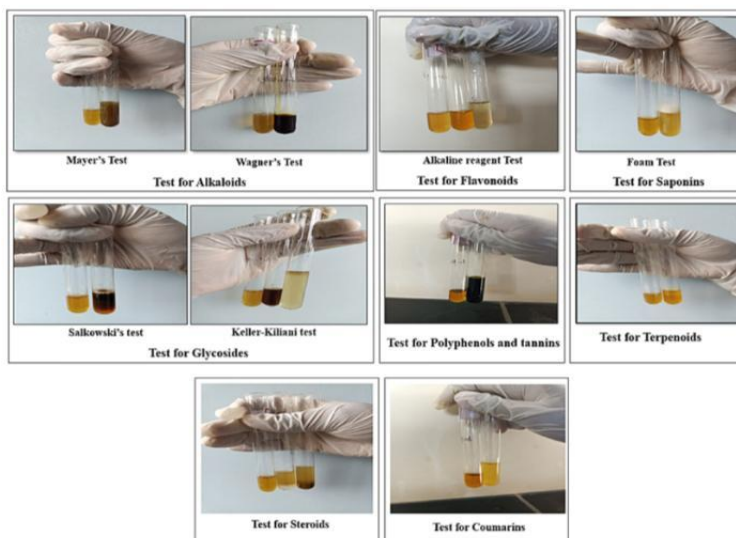 Mayer's Test
Wagner's Test
Test for Alkaloids
Alkaline reagent Test
Test for Flavonoids
Foam Test
Test for Saponins
Salkowski's test
Keller-Kiliani test
Test for Glycosides
Test for Polyphenols and tannins
Test for Terpenoids
Test for Steroids
Test for Coumarins